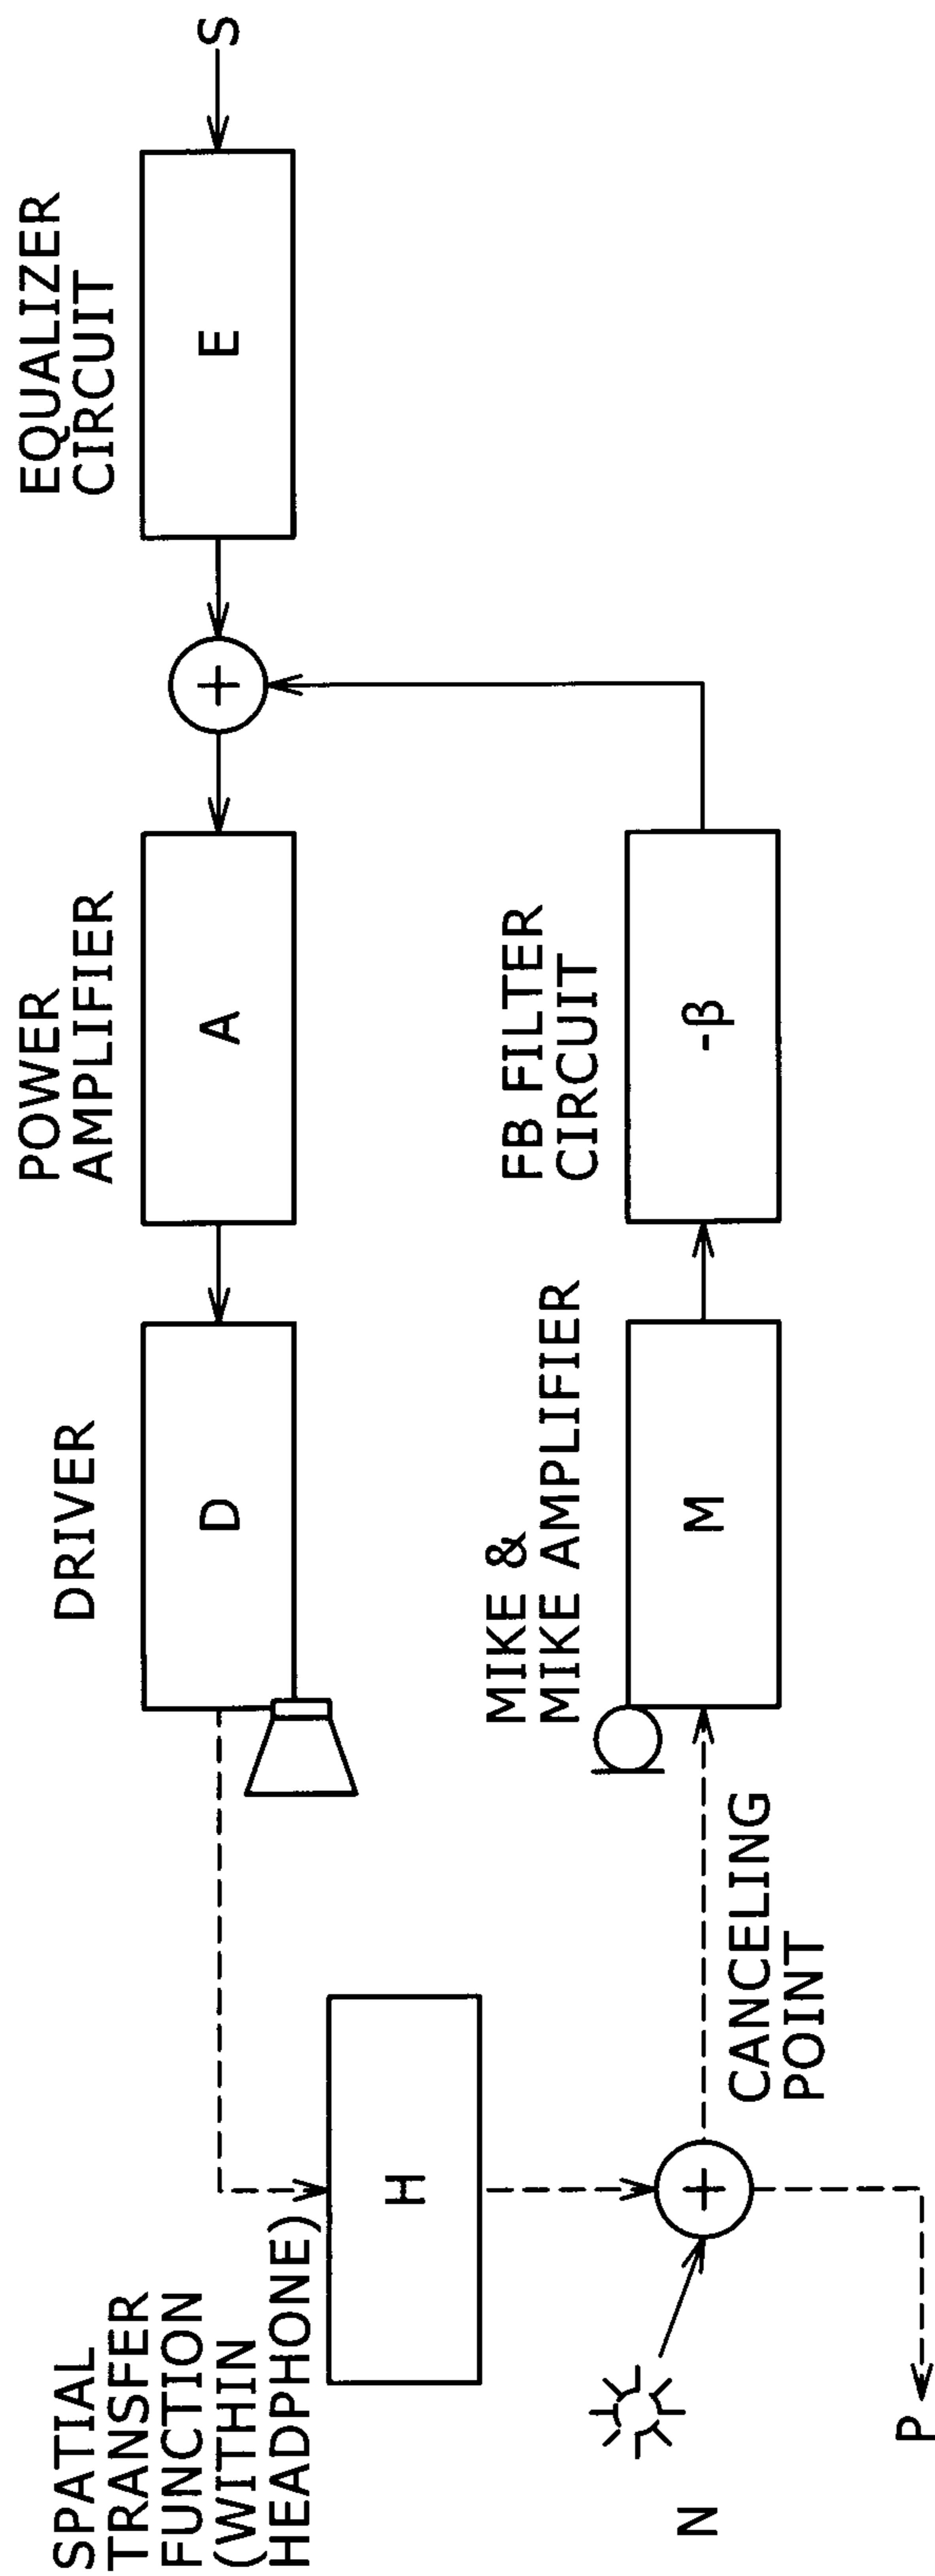 SPATIAL
TRANSFER
FUNCTION
(WITHIN
HEADPHONE)
DRIVER
POWER
AMPLIFIER
EQUALIZER
CIRCUIT
D
A
+
E
S
H
MIKE &
MIKE AMPLIFIER
FB FILTER
CIRCUIT
N
+
M
-β
CANCELING
POINT
P